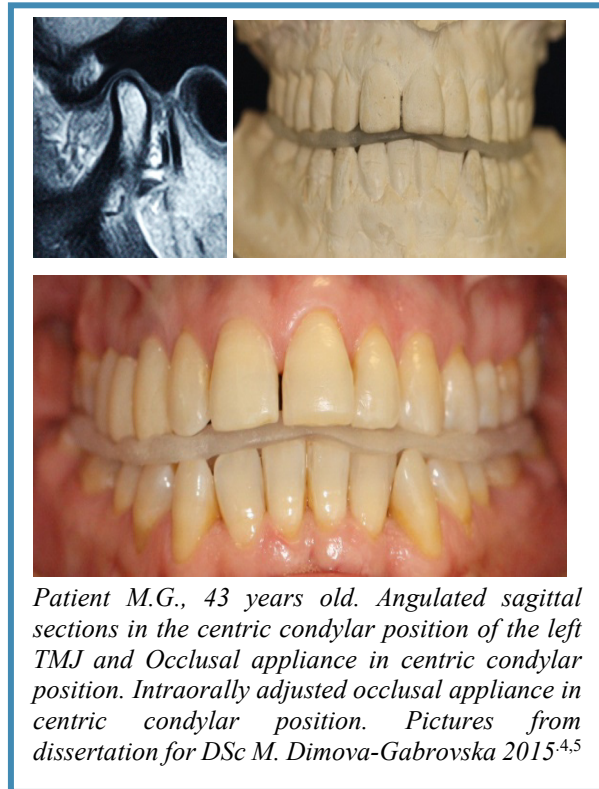 Patient M.G., 43 years old. Angulated sagittal
sections in the centric condylar position of the left
TMJ and Occlusal appliance in centric condylar
position. Intraorally adjusted occlusal appliance in
centric condylar position. Pictures from
dissertation for DSc M. Dimova-Gabrovska 2015.4,5